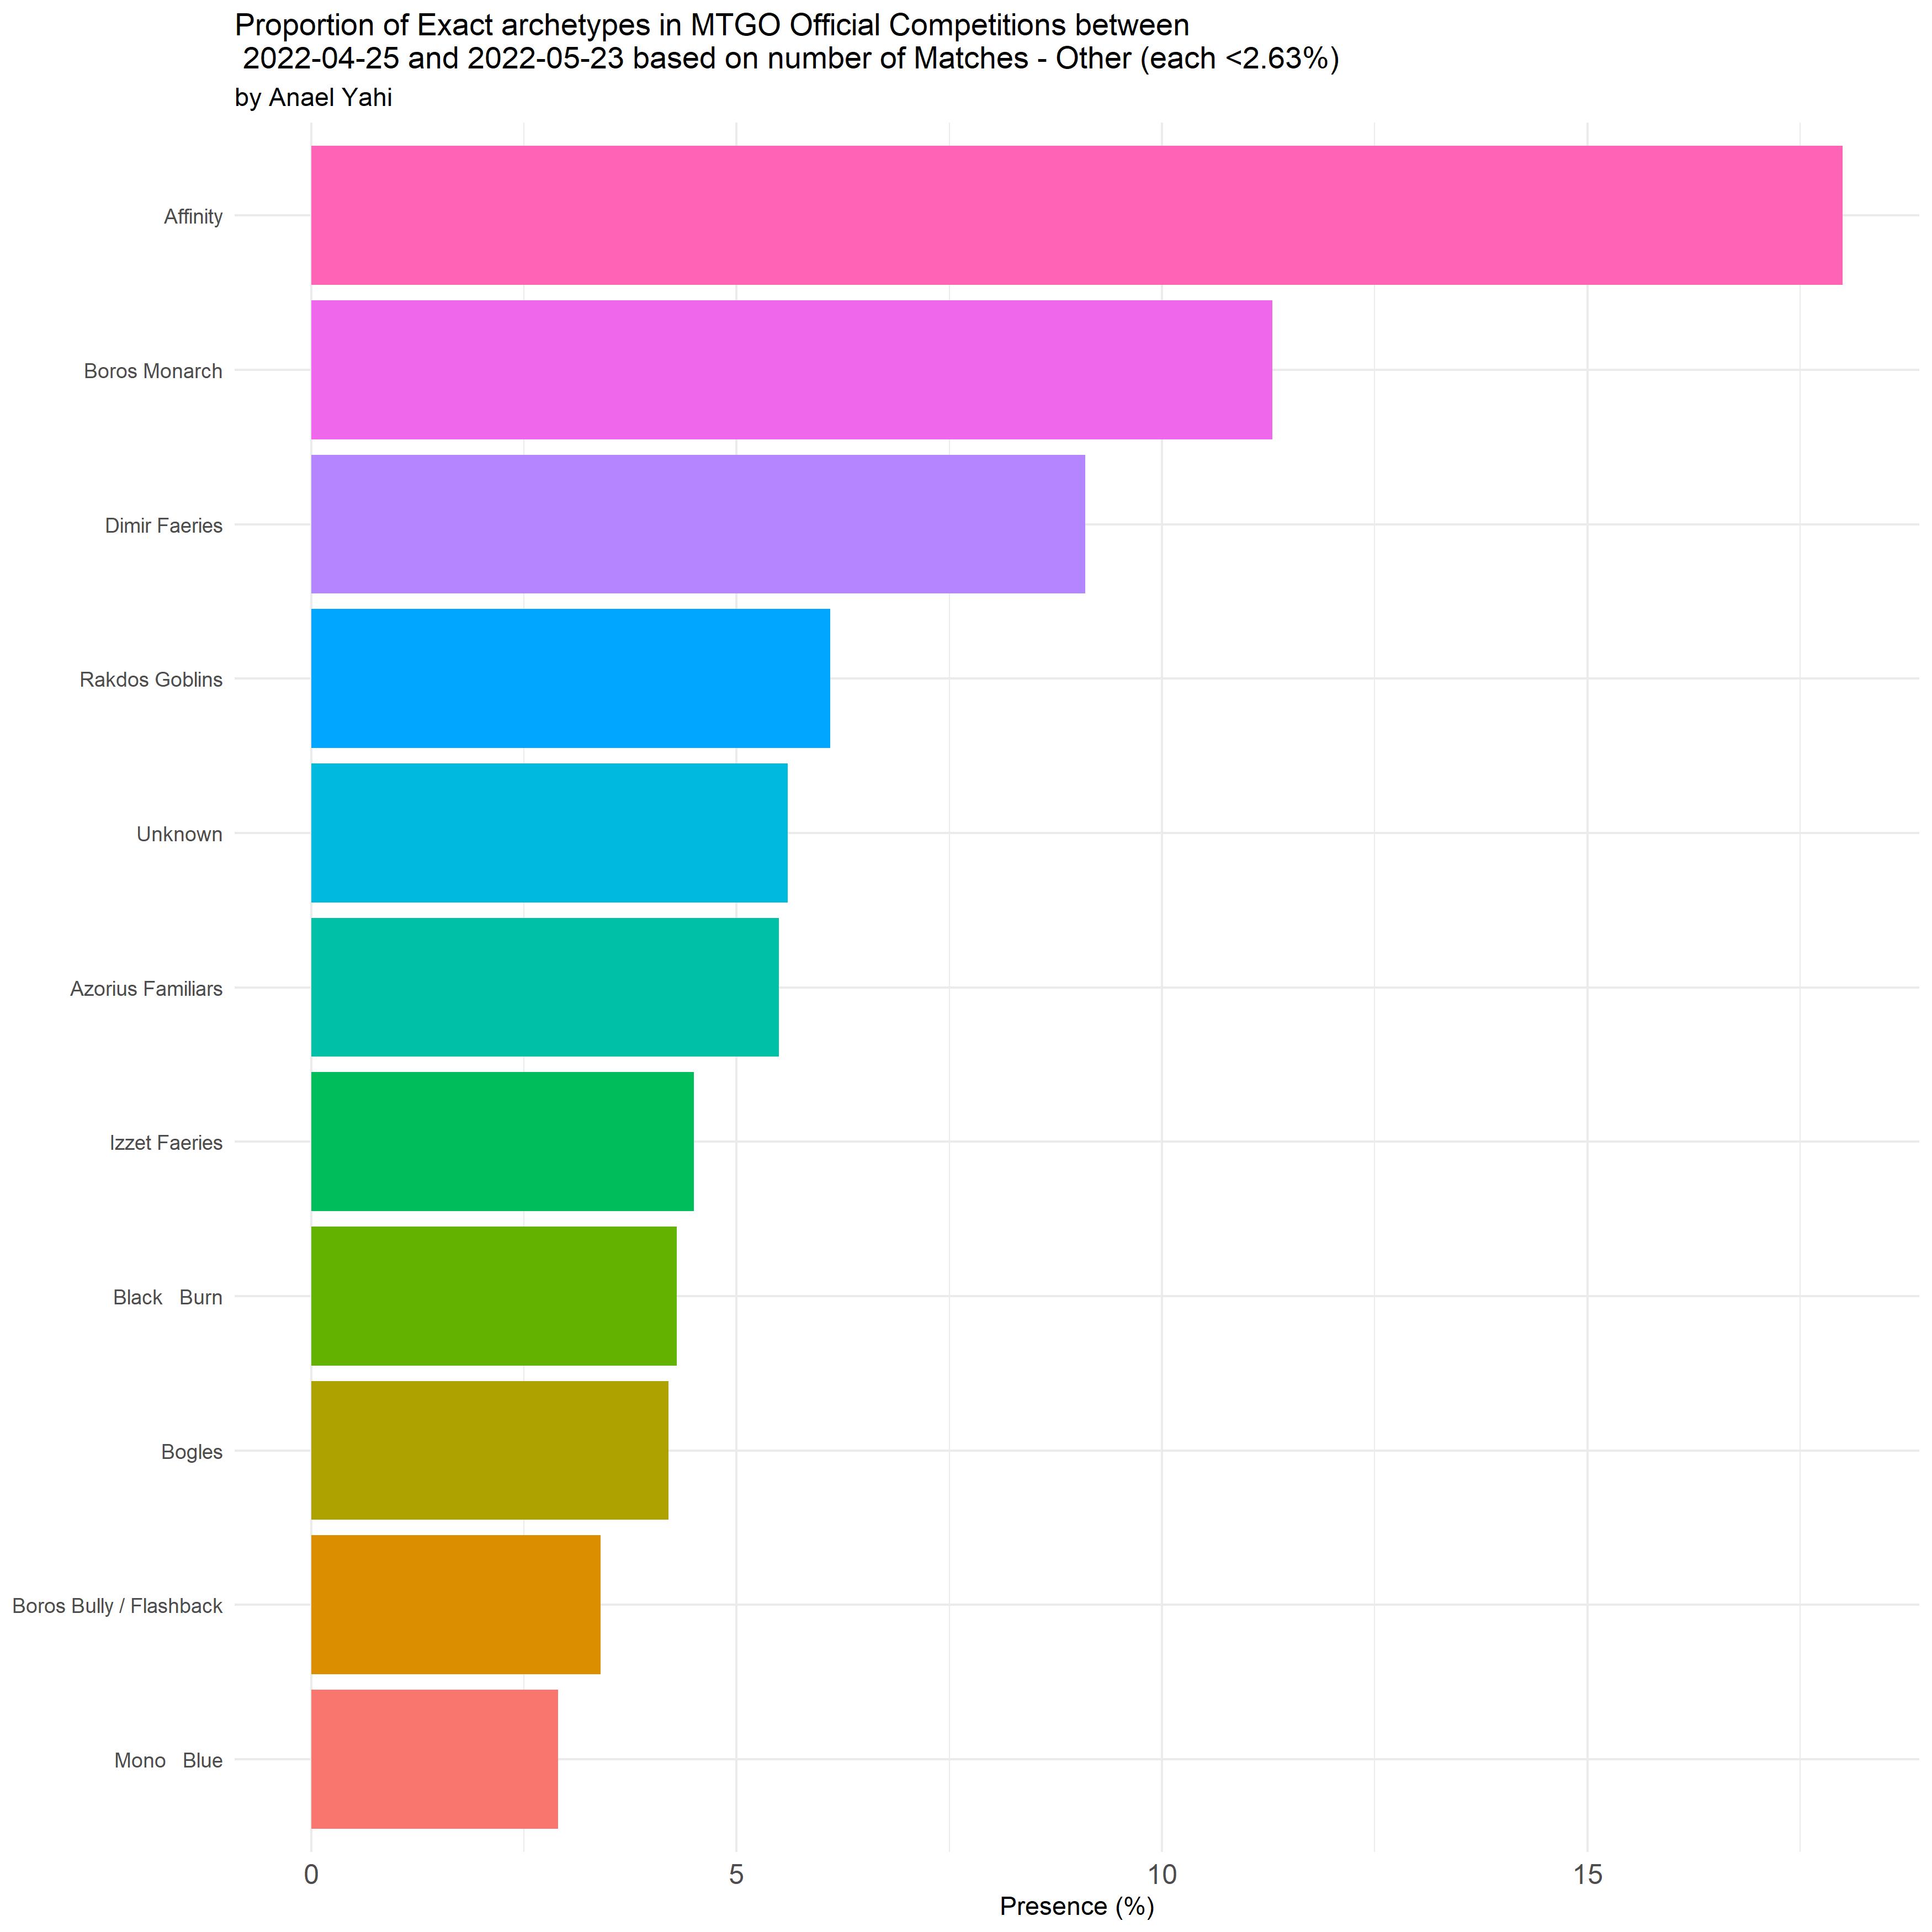 Proportion of Exact archetypes in MTGO Official Competitions between
2022-04-25 and 2022-05-23 based on number of Matches - Other (each <2.63%)
by Anael Yahi
Affinity
Boros Monarch
Dimir Faeries
Rakdos Goblins
Unknown
Azorius Familiars
Izzet Faeries
Black   Burn
Bogles
Boros Bully / Flashback
Mono   Blue
0 5 10 15
Presence (%)